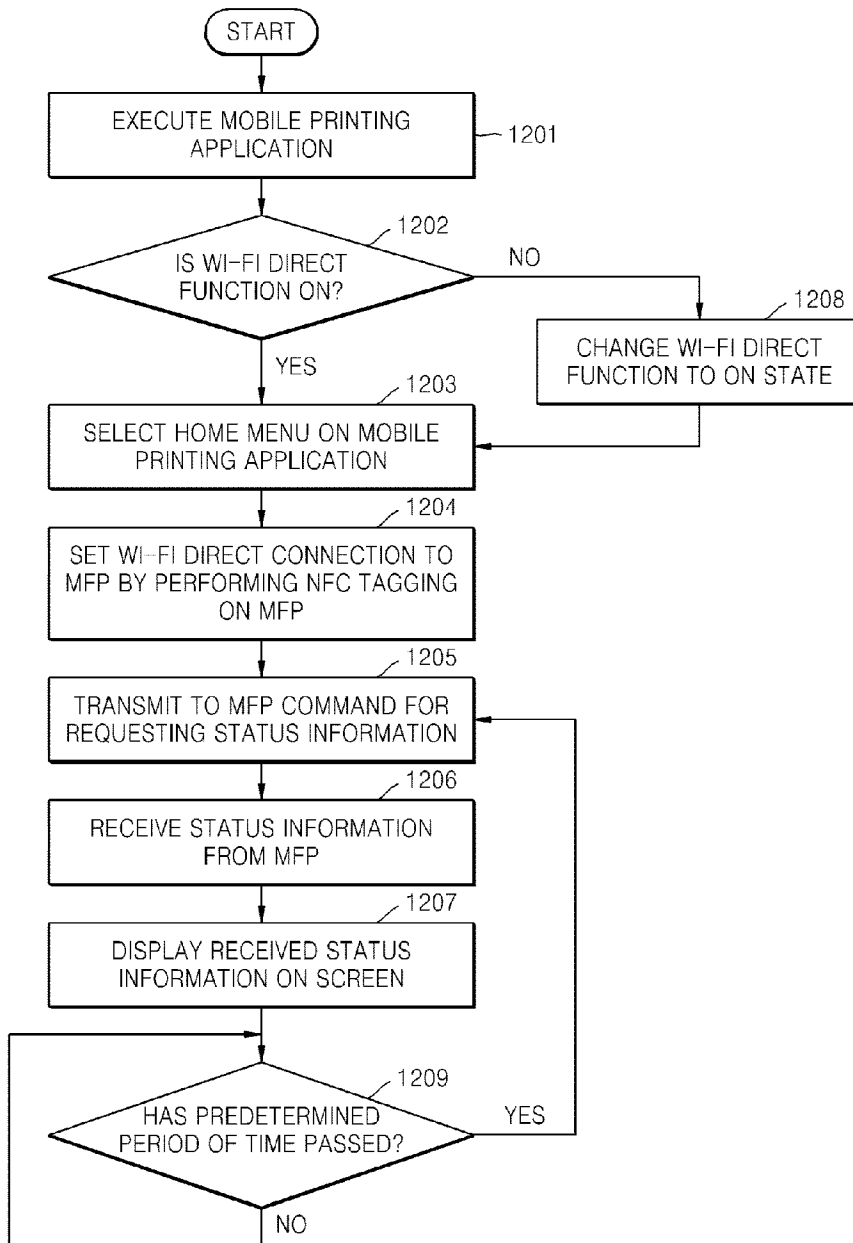 START
EXECUTE MOBILE PRINTING
APPLICATION
1201
1202
IS WI-FI DIRECT
FUNCTION ON?
NO
1208
CHANGE WI-FI DIRECT
FUNCTION TO ON STATE
YES
1203
SELECT HOME MENU ON MOBILE
PRINTING APPLICATION
1204
SET WI-FI DIRECT CONNECTION TO
MFP BY PERFORMING NFC TAGGING
ON MFP
1205
TRANSMIT TO MFP COMMAND FOR
REQUESTING STATUS INFORMATION
1206
RECEIVE STATUS INFORMATION
FROM MFP
1207
DISPLAY RECEIVED STATUS
INFORMATION ON SCREEN
1209
HAS PREDETERMINED
PERIOD OF TIME PASSED?
YES
NO